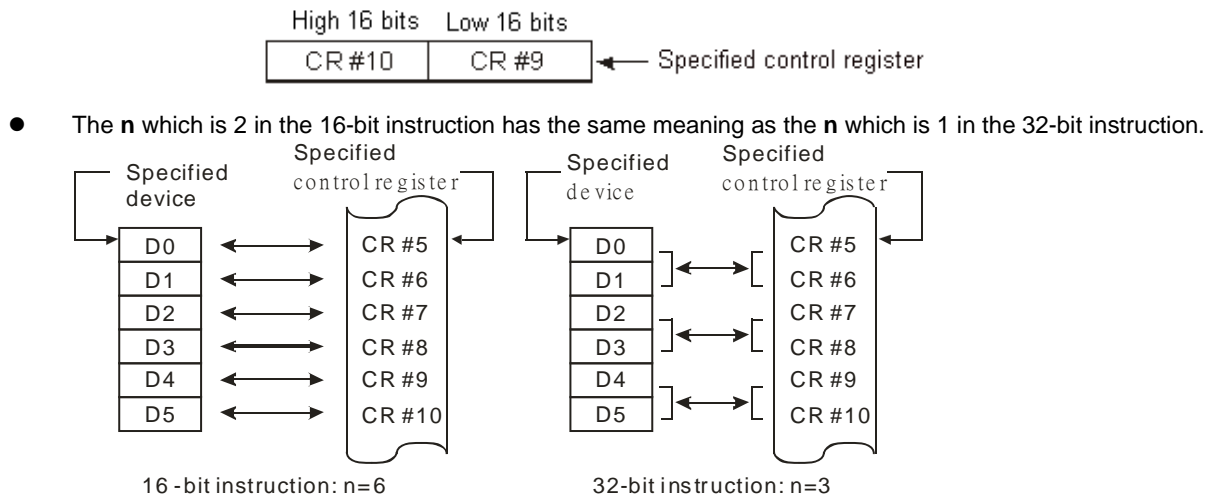 High 16 bits Low 16 bits
CR #10 CR #9 Specified control register
● The n which is 2 in the 16-bit instruction has the same meaning as the n which is 1 in the 32-bit instruction.
Specified device
Specified control register
D0 CR #5
D1 CR #6
D2 CR #7
D3 CR #8
D4 CR #9
D5 CR #10
16 -bit instruction: n=6
Specified device
Specified control register
D0 CR #5
D1 CR #6
D2 CR #7
D3 CR #8
D4 CR #9
D5 CR #10
32-bit instruction: n=3